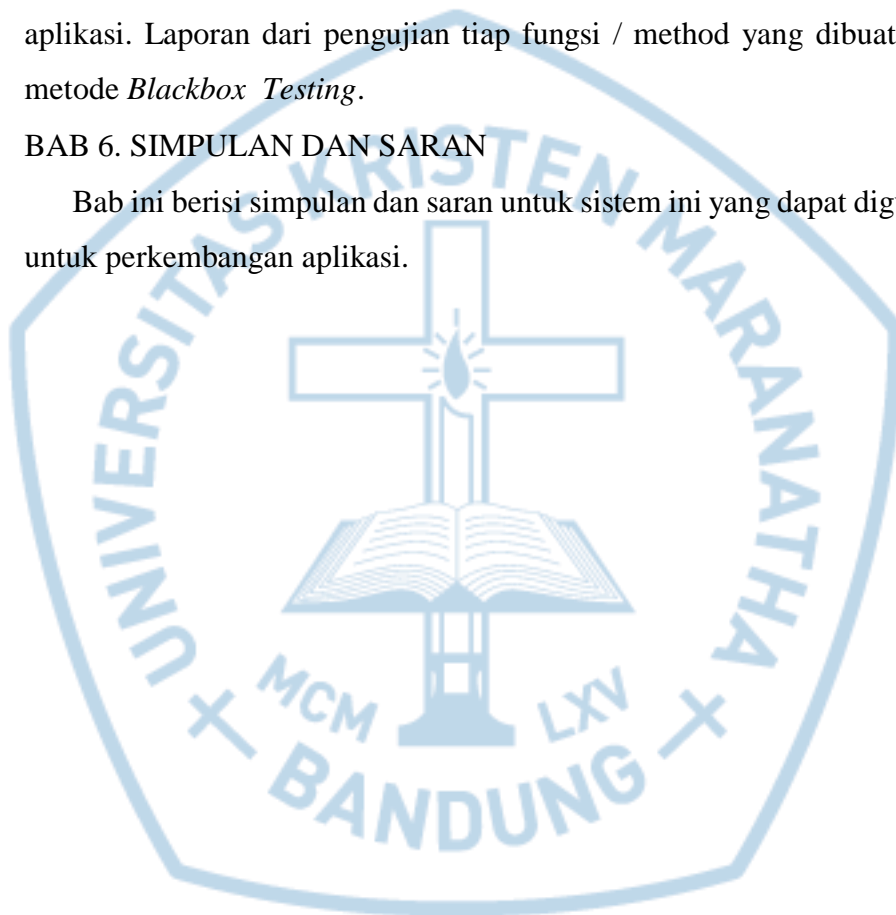 aplikasi. Laporan dari pengujian tiap fungsi / method yang dibuat
metode Blackbox Testing.
BAB 6. SIMPULAN DAN SARAN
Bab ini berisi simpulan dan saran untuk sistem ini yang dapat dig
untuk perkembangan aplikasi.
UNIVERSITAS KRISTEN MARANATHA
MCM LXV
BANDUNG